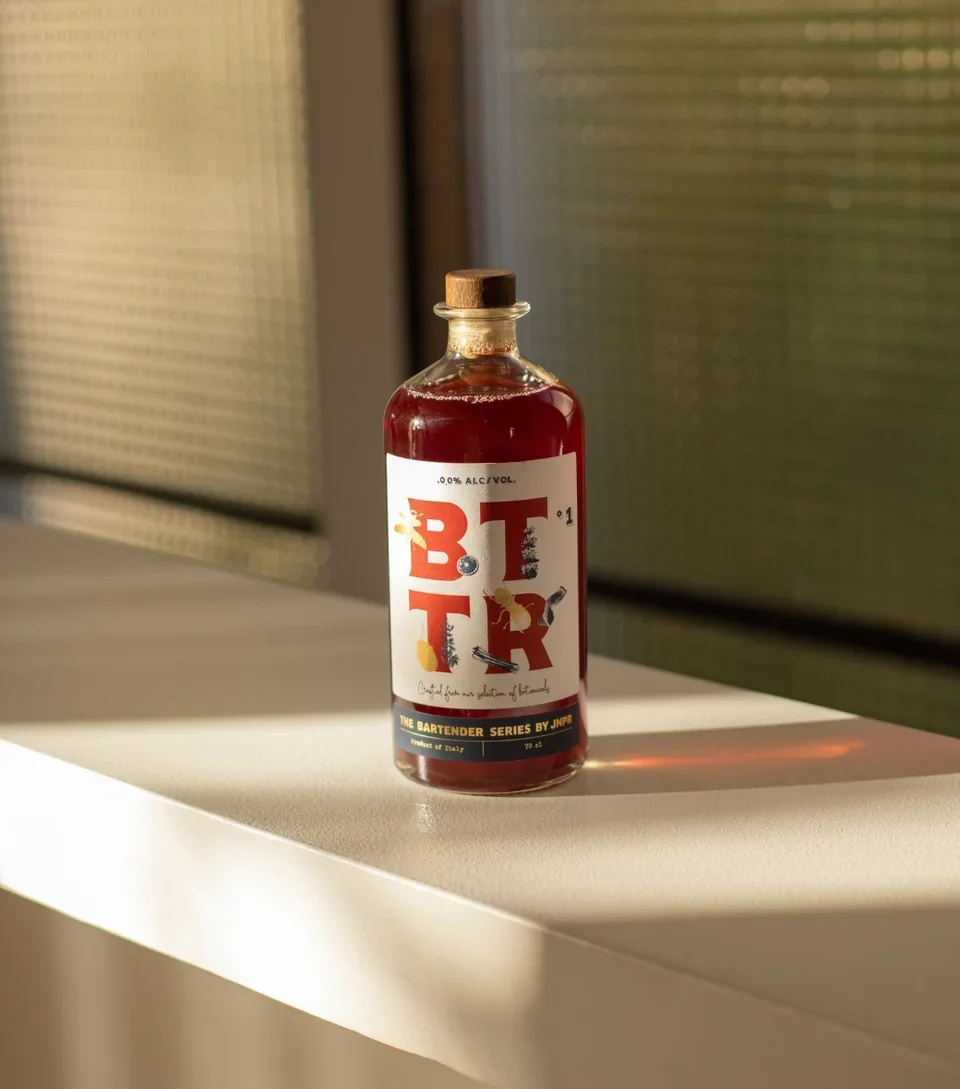 .0,0% ALC/VOL.
BT
°1
TR
Crafted from our selection of botanicals
THE BARTENDER SERIES BY JNPR
Product of Italy
70 cl